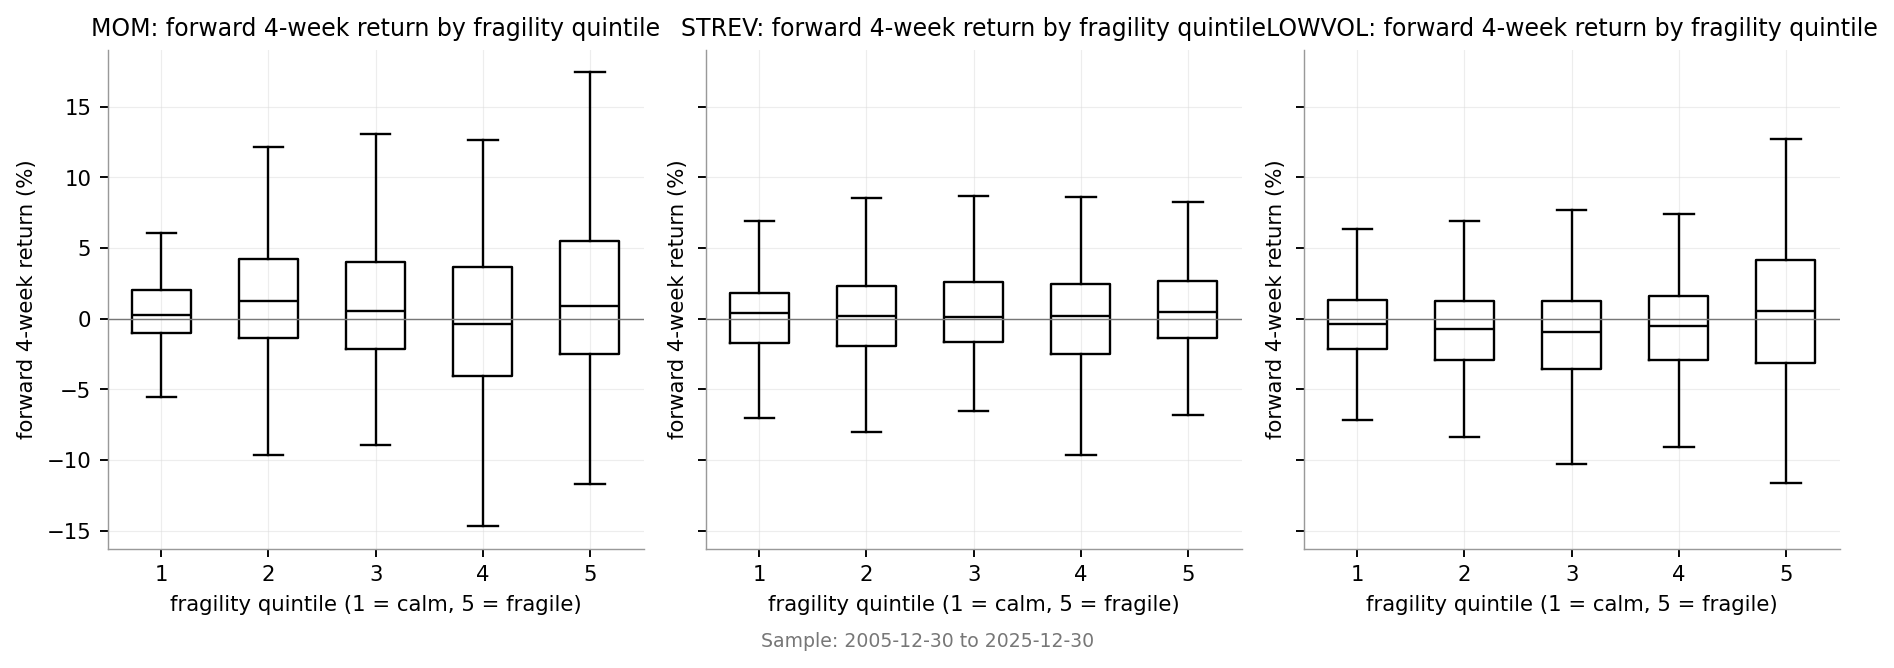 MOM: forward 4-week return by fragility quintile
STREV: forward 4-week return by fragility quintile
LOWVOL: forward 4-week return by fragility quintile
forward 4-week return (%)
15
10
5
0
−5
−10
−15
1 2 3 4 5
fragility quintile (1 = calm, 5 = fragile)
forward 4-week return (%)
1 2 3 4 5
fragility quintile (1 = calm, 5 = fragile)
forward 4-week return (%)
1 2 3 4 5
fragility quintile (1 = calm, 5 = fragile)
Sample: 2005-12-30 to 2025-12-30